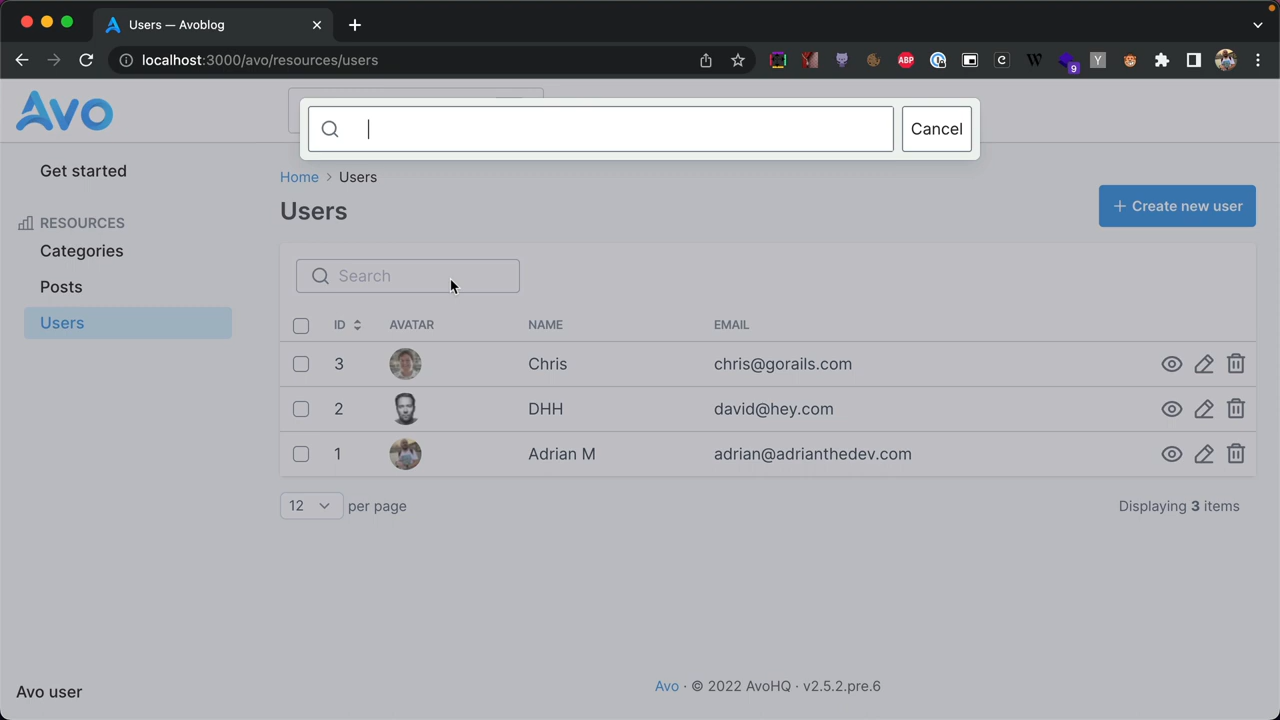 Users — Avoblog
localhost:3000/avo/resources/users
ABP
9
C
W
Y
Avo
Cancel
Get started
RESOURCES
Categories
Posts
Users
Home > Users
Users
+ Create new user
Search
ID AVATAR NAME EMAIL
3 Chris chris@gorails.com
2 DHH david@hey.com
1 Adrian M adrian@adrianthedev.com
12 per page
Displaying 3 items
Avo user
Avo · © 2022 AvoHQ · v2.5.2.pre.6